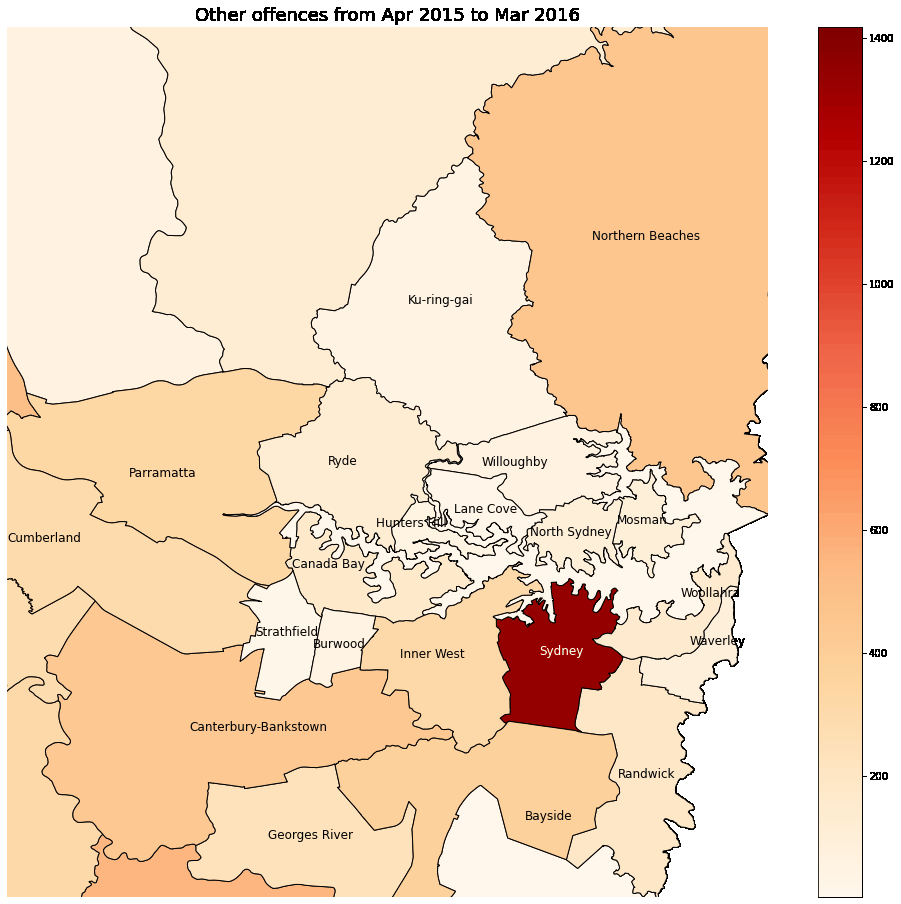 Other offences from Apr 2015 to Mar 2016
1400
1200
Northern Beaches
1000
Ku-ring-gai
800
Ryde
Willoughby
Parramatta
Lane Cove
Mosman
Hunters Hill
600
North Sydney
Cumberland
Canada Bay
Woollahra
Strathfield
Waverley
Burwood
Sydney
400
Inner West
Canterbury-Bankstown
Randwick
200
Bayside
Georges River